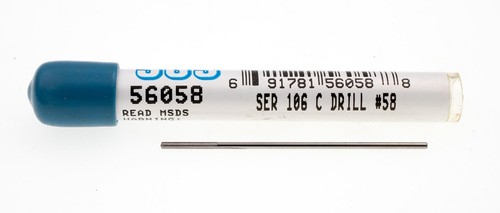 56058
READ MSDS
6 91781 56058 8
SER 106 C DRILL #58